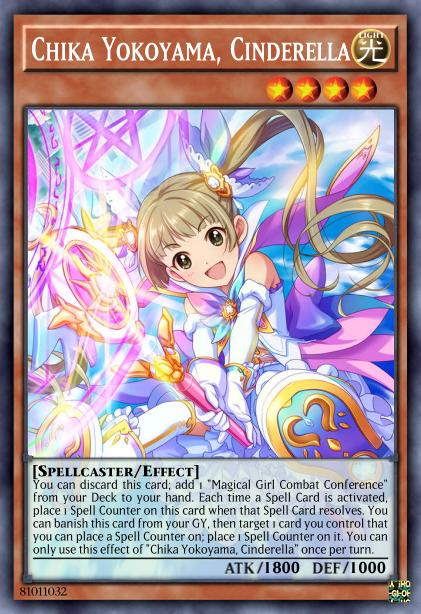 CHIKA YOKOYAMA, CINDERELLA
LIGHT
光
[SPELLCASTER/EFFECT]
You can discard this card; add 1 "Magical Girl Combat Conference"
from your Deck to your hand. Each time a Spell Card is activated,
place 1 Spell Counter on this card when that Spell Card resolves. You
can banish this card from your GY, then target 1 card you control that
you can place a Spell Counter on; place 1 Spell Counter on it. You can
only use this effect of "Chika Yokoyama, Cinderella" once per turn.
ATK/1800 DEF/1000
81011032